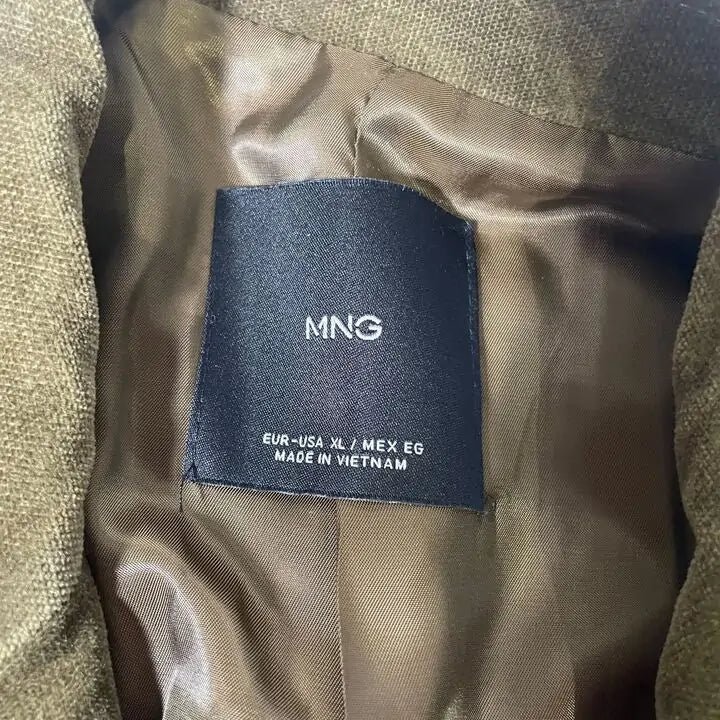 MNG
EUR-USA XL / MEX EG
MADE IN VIETNAM